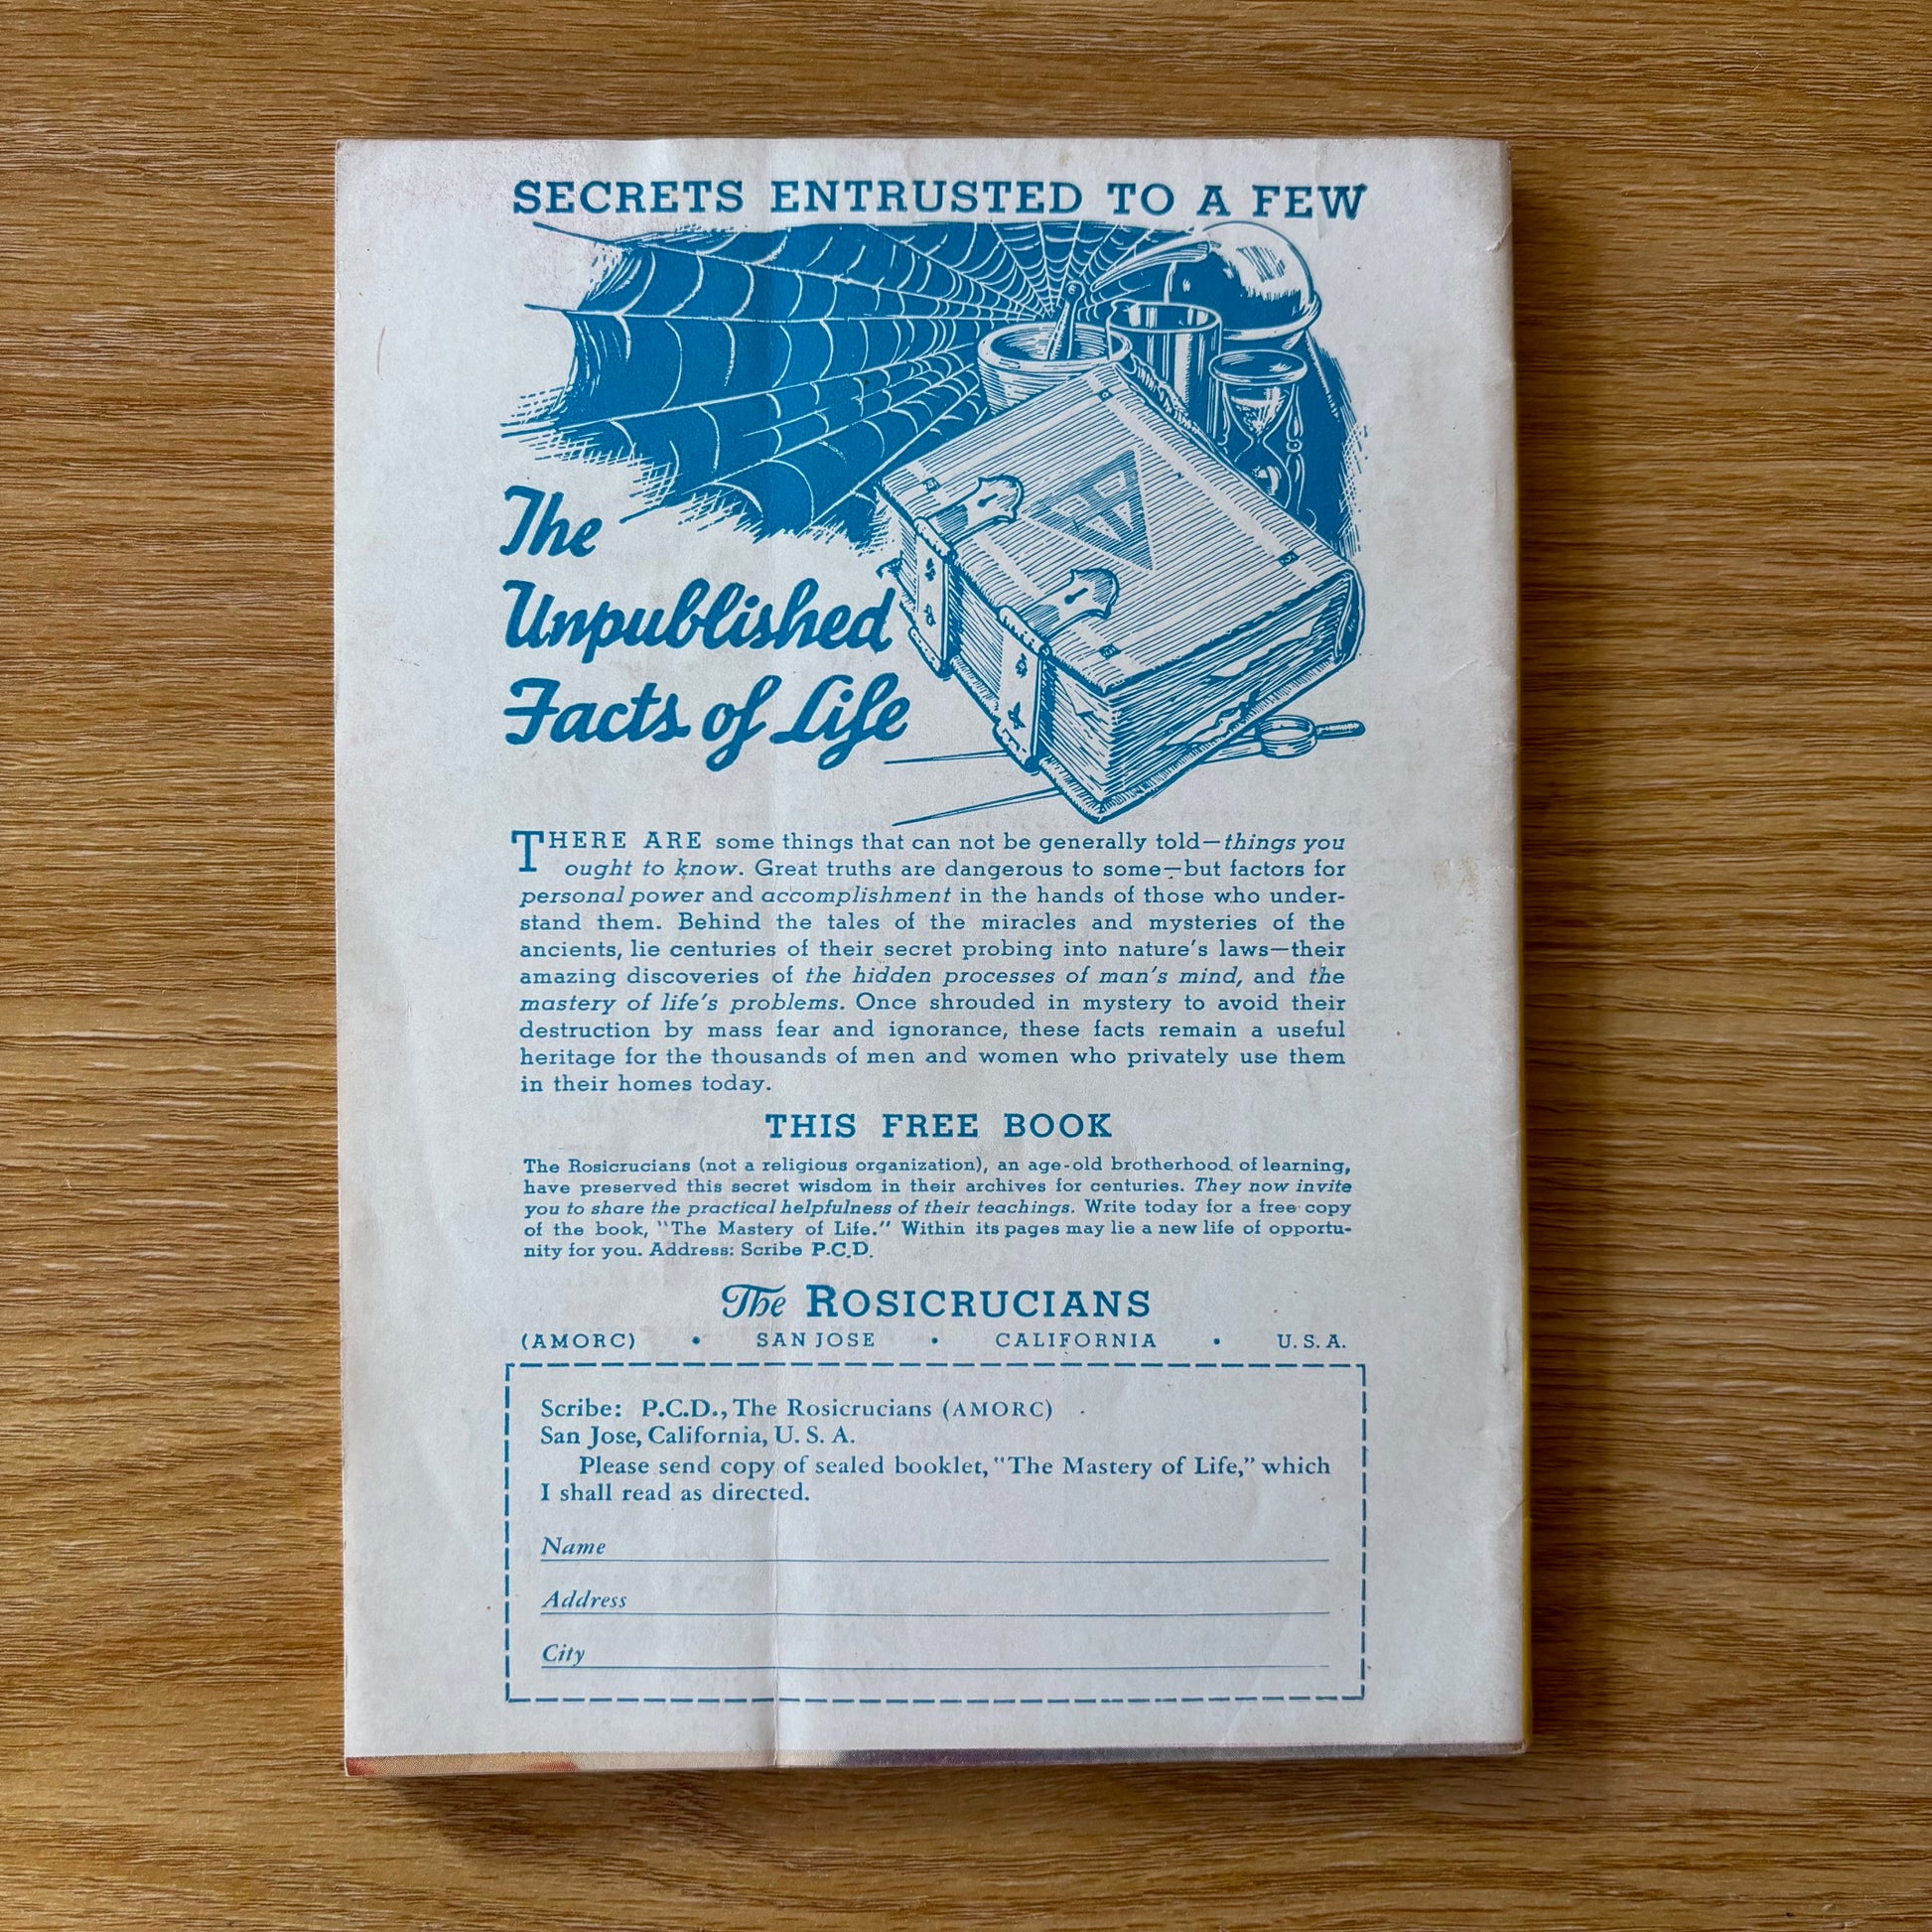 SECRETS ENTRUSTED TO A FEW
The
Unpublished
Facts of Life
THERE ARE some things that can not be generally told—things you
ought to know. Great truths are dangerous to some—but factors for
personal power and accomplishment in the hands of those who under-
stand them. Behind the tales of the miracles and mysteries of the
ancients, lie centuries of their secret probing into nature's laws—their
amazing discoveries of the hidden processes of man's mind, and the
mastery of life's problems. Once shrouded in mystery to avoid their
destruction by mass fear and ignorance, these facts remain a useful
heritage for the thousands of men and women who privately use them
in their homes today.
THIS FREE BOOK
The Rosicrucians (not a religious organization), an age-old brotherhood of learning,
have preserved this secret wisdom in their archives for centuries. They now invite
you to share the practical helpfulness of their teachings. Write today for a free copy
of the book, "The Mastery of Life." Within its pages may lie a new life of opportu-
nity for you. Address: Scribe P.C.D.
The ROSICRUCIANS
(AMORC) • SAN JOSE • CALIFORNIA • U. S. A.
Scribe: P.C.D., The Rosicrucians (AMORC)
San Jose, California, U. S. A.
Please send copy of sealed booklet, "The Mastery of Life," which
I shall read as directed.
Name
Address
City